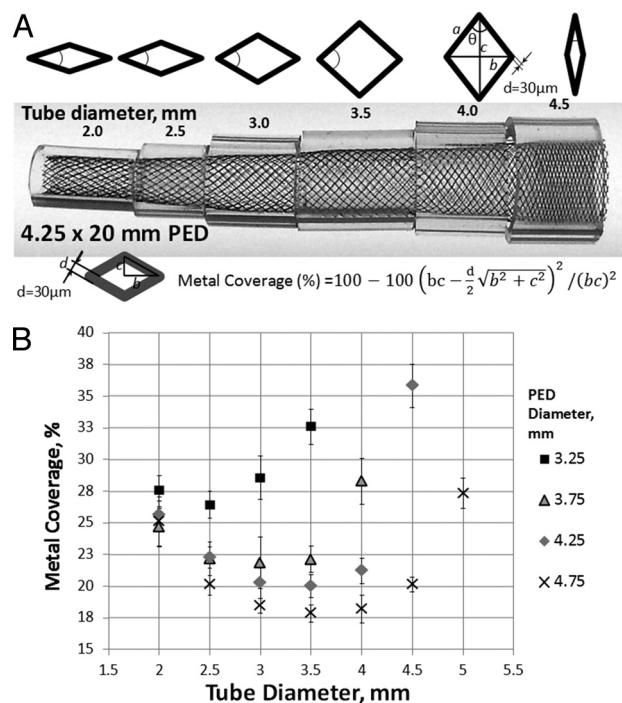 A
a
θ
c
b
d=30µm
Tube diameter, mm
2.0 2.5 3.0 3.5 4.0 4.5
4.25 x 20 mm PED
d
c
b
d=30µm
Metal Coverage (%) =100 − 100 (bc − d/2 √b² + c²)² /(bc)²
B
Metal Coverage, %
40
38
35
33
30
28
25
23
20
18
15
1.5 2 2.5 3 3.5 4 4.5 5 5.5
Tube Diameter, mm
PED
Diameter,
mm
3.25
3.75
4.25
4.75